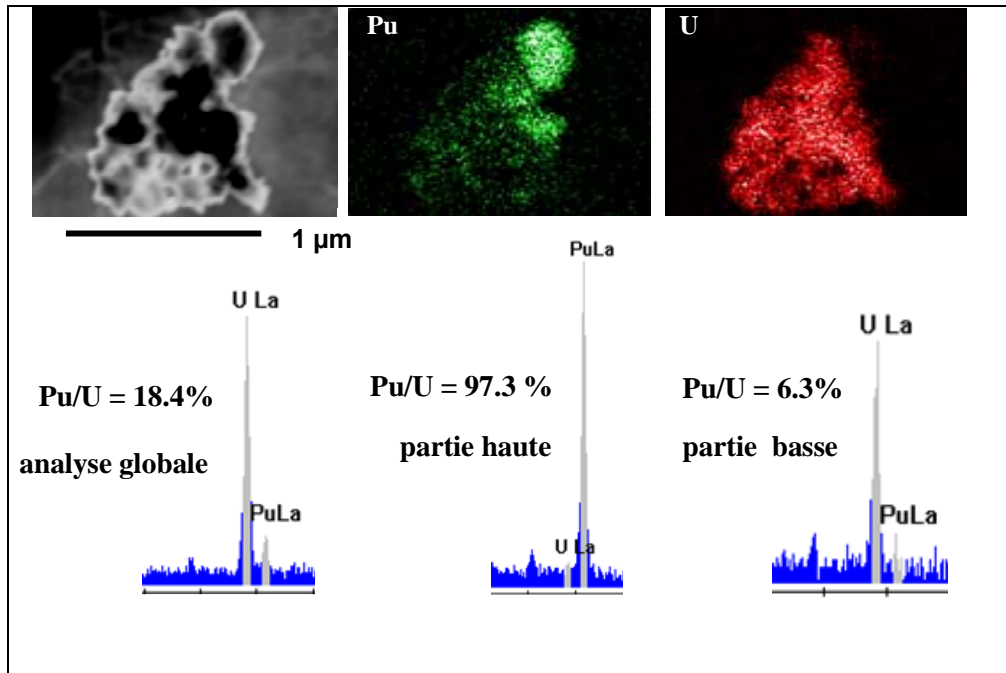 Pu
U
1 µm
U La
PuLa
Pu/U = 18.4%
analyse globale
PuLa
U La
Pu/U = 97.3 %
partie haute
U La
PuLa
Pu/U = 6.3%
partie basse